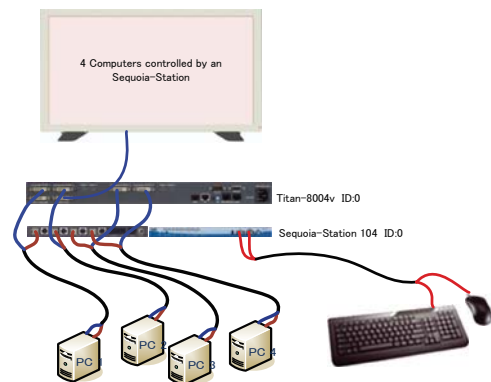 4 Computers controlled by an
Sequoia-Station
Titan-8004v ID:0
Sequoia-Station 104 ID:0
PC 1
PC 2
PC 3
PC 4